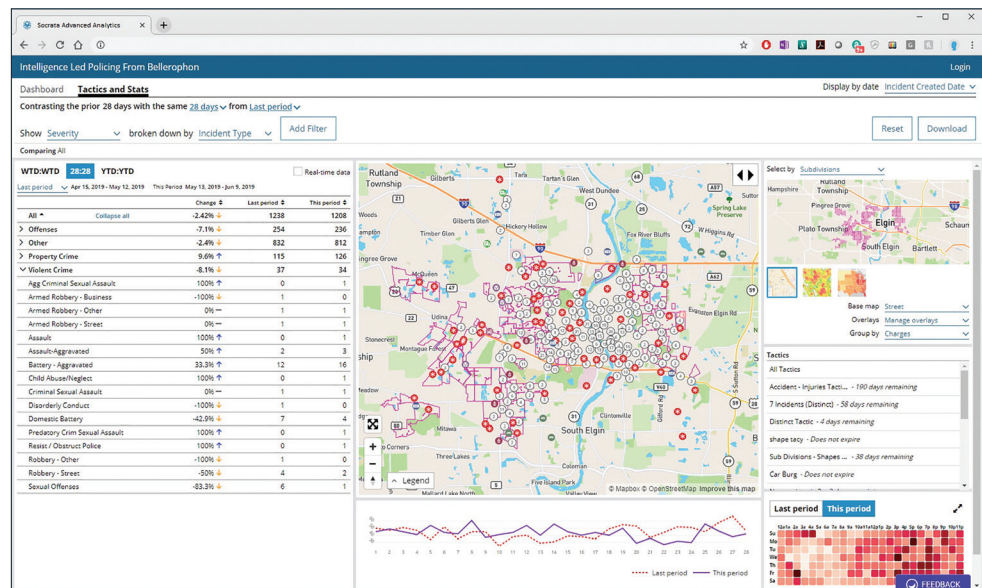 Socrata Advanced Analytics
Intelligence Led Policing From Bellerophon
Login
Dashboard
Tactics and Stats
Display by date Incident Created Date
Contrasting the prior 28 days with the same 28 days from Last period
Show Severity broken down by Incident Type
Add Filter
Reset
Download
Comparing All
WTD:WTD 28:28 YTD:YTD
Real-time data
Last period Apr 15, 2019 - May 12, 2019 This Period May 13, 2019 - Jun 9, 2019
Change Last period This period
All Collapse all -2.42% 1238 1208
Offenses -7.1% 254 236
Other -2.4% 832 812
Property Crime 9.6% 115 126
Violent Crime -8.1% 37 34
Agg Criminal Sexual Assault 100% 0 1
Armed Robbery - Business -100% 1 0
Armed Robbery - Other 0% 1 1
Armed Robbery - Street 0% 1 1
Assault 100% 0 1
Assault-Aggravated 50% 2 3
Battery - Aggravated 33.3% 12 16
Child Abuse/Neglect 100% 0 1
Criminal Sexual Assault 0% 1 1
Disorderly Conduct -100% 1 0
Domestic Battery -42.9% 7 4
Predatory Crim Sexual Assault 100% 0 1
Resist / Obstruct Police 100% 0 1
Robbery - Other -100% 1 0
Robbery - Street -50% 4 2
Sexual Offenses -83.3% 6 1
Rutland
Township
Gilberts
Tara
Tartan's Glen
West Dundee
Spring Lake
Preserve
Woods
Gilberts Glen
Hickory Hollow
Timber Glen
Fox River Bluffs
W Higgins Rd
McQueen
Udina
Evanston Elgin Rd
Stonecrest
Montague Forest
Clintonville
South Elgin
Mitawa
Three Lakes
Coleman
Five Island Park
Mallard Lake North
Valley View
Legend
© Mapbox © OpenStreetMap Improve this map
Select by Subdivisions
Hampshire
Rutland
Township
Pingree Grove
Elgin
Plato Township
Schaum
South Elgin
Bartlett
Base map Street
Overlays Manage overlays
Group by Charges
Tactics
All Tactics
Accident - Injuries Tacti... - 190 days remaining
7 Incidents (Distinct) - 58 days remaining
Distinct Tactic - 4 days remaining
shape tacy - Does not expire
Sub Divisions - Shapes ... - 38 days remaining
Car Burg - Does not expire
Last period
This period
Su
Mo
Tu
We
Th
Fr
Sa
1 2 3 4 5 6 7 8 9 10 11 12 13 14 15 16 17 18 19 20 21 22 23 24 25 26 27 28
Last period This period
FEEDBACK